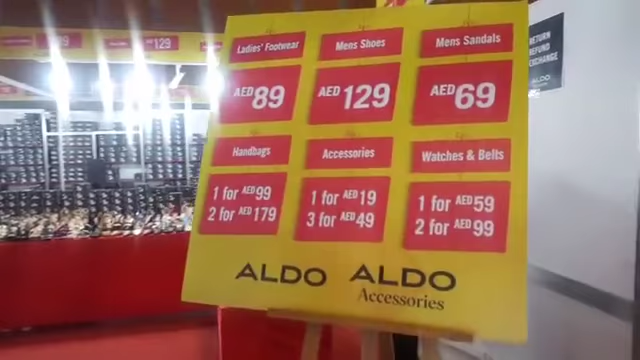 Ladies' Footwear
AED 89
Mens Shoes
AED 129
Mens Sandals
AED 69
Handbags
1 for AED 99
2 for AED 179
Accessories
1 for AED 19
3 for AED 49
Watches & Belts
1 for AED 59
2 for AED 99
ALDO
ALDO
Accessories
RETURN
REFUND
EXCHANGE
ALDO
129